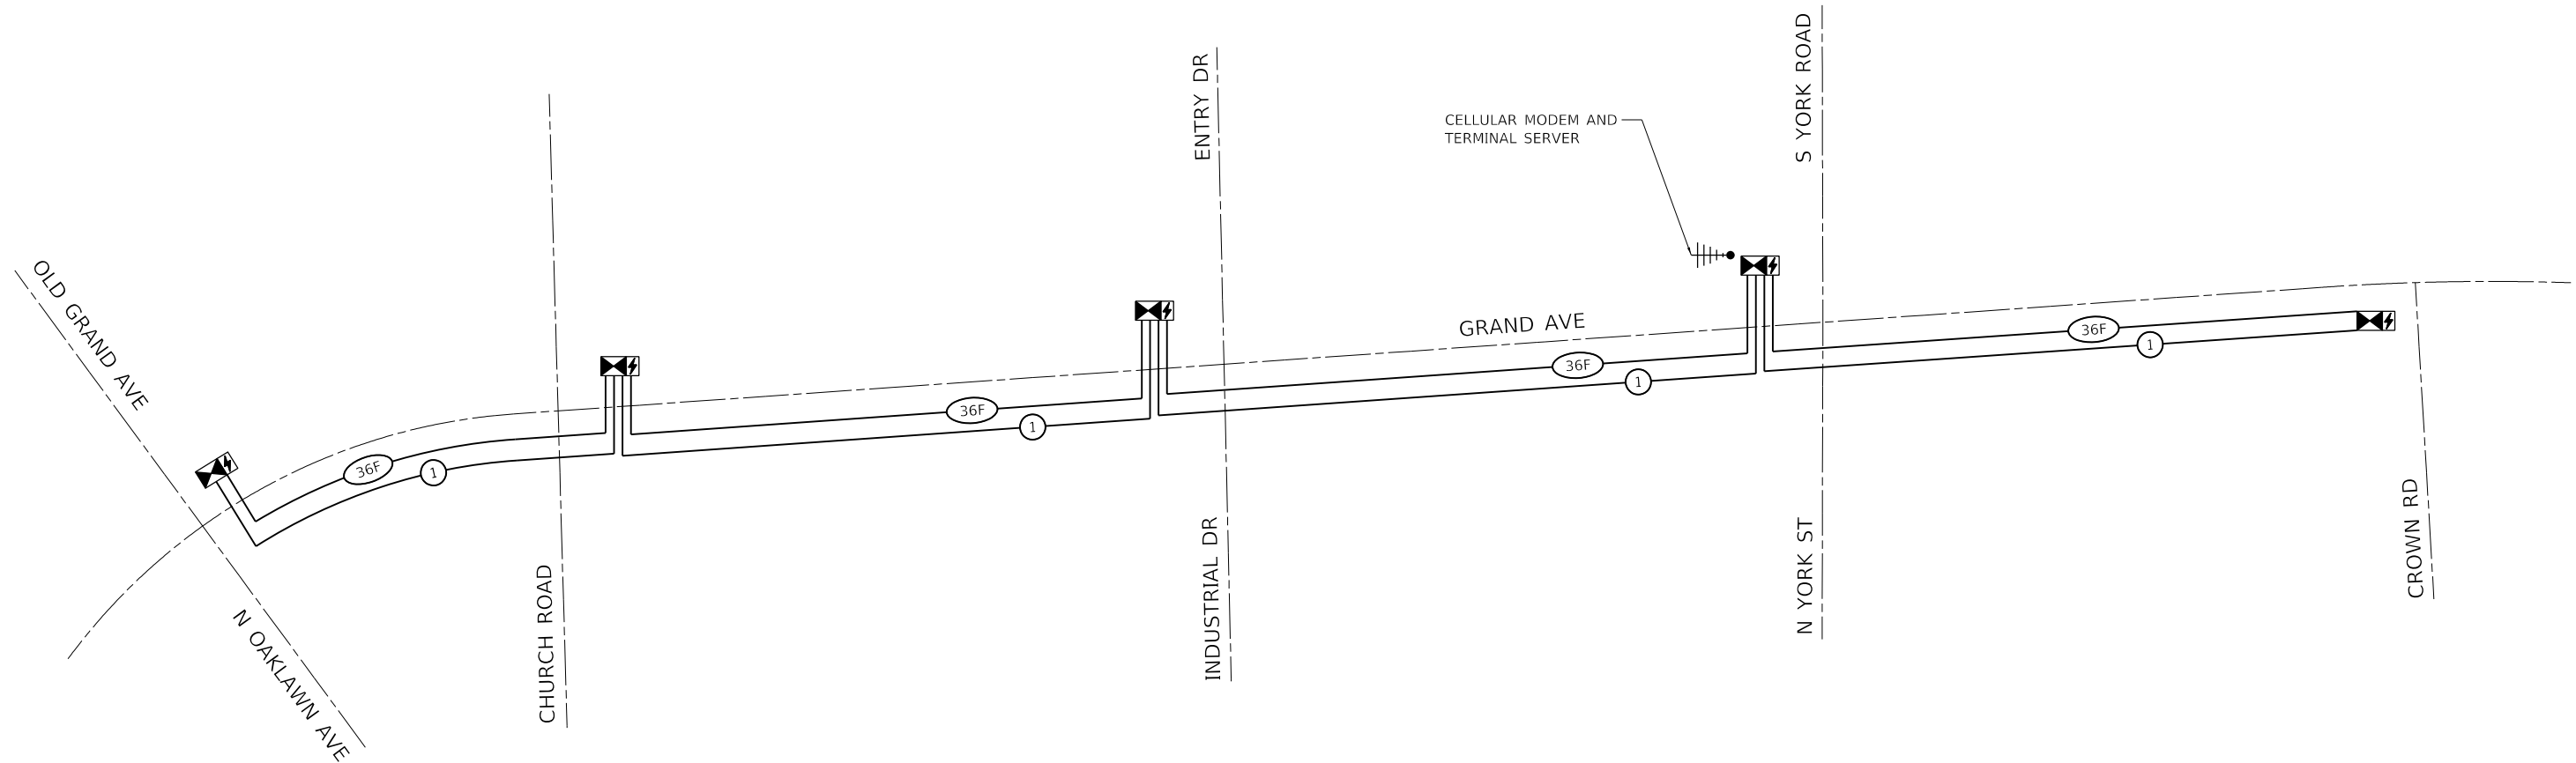 S YORK ROAD
ENTRY DR
CELLULAR MODEM AND
TERMINAL SERVER
OLD GRAND AVE
GRAND AVE
36F
1
36F
1
36F
1
36F
1
CROWN RD
N YORK ST
INDUSTRIAL DR
CHURCH ROAD
N OAKLAWN AVE